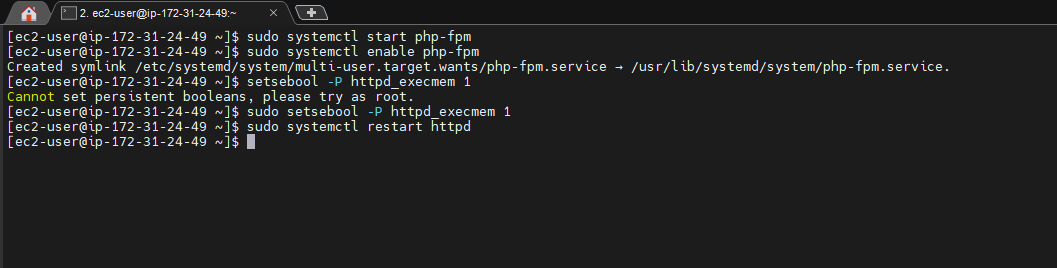 2. ec2-user@ip-172-31-24-49:~
[ec2-user@ip-172-31-24-49 ~]$ sudo systemctl start php-fpm
[ec2-user@ip-172-31-24-49 ~]$ sudo systemctl enable php-fpm
Created symlink /etc/systemd/system/multi-user.target.wants/php-fpm.service → /usr/lib/systemd/system/php-fpm.service.
[ec2-user@ip-172-31-24-49 ~]$ setsebool -P httpd_execmem 1
Cannot set persistent booleans, please try as root.
[ec2-user@ip-172-31-24-49 ~]$ sudo setsebool -P httpd_execmem 1
[ec2-user@ip-172-31-24-49 ~]$ sudo systemctl restart httpd
[ec2-user@ip-172-31-24-49 ~]$